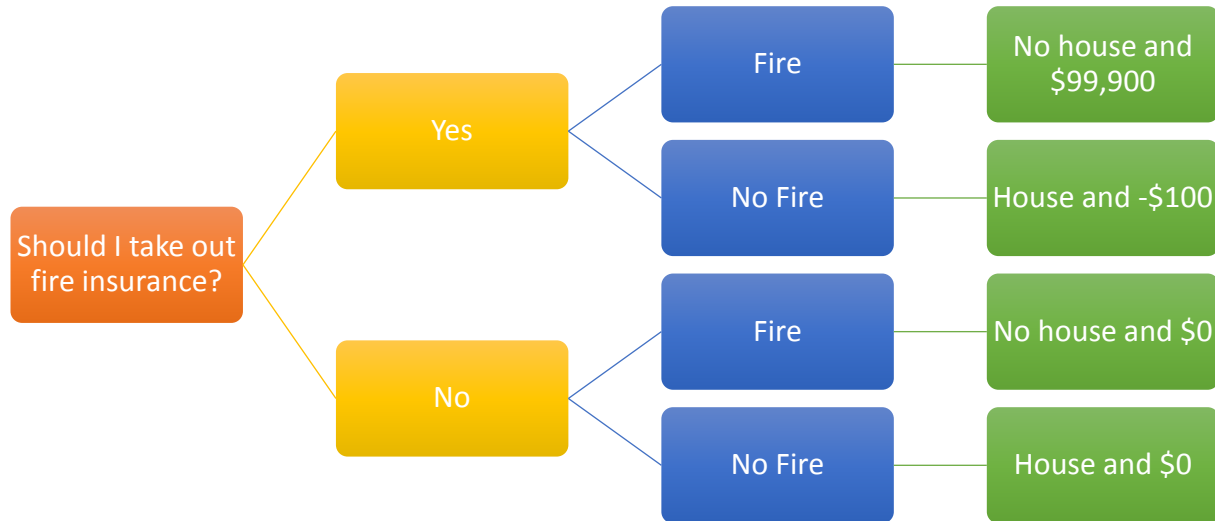 Should I take out
fire insurance?
Yes
Fire
No house and
$99,900
No Fire
House and -$100
No
Fire
No house and $0
No Fire
House and $0